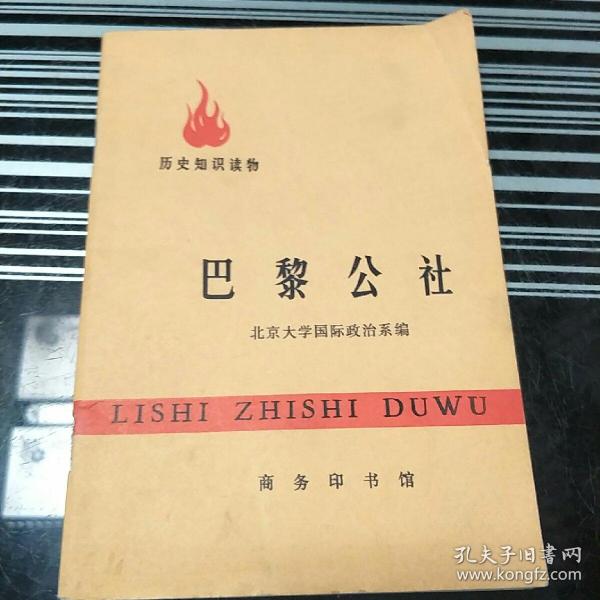 历史知识读物
巴黎公社
北京大学国际政治系编
LISHI ZHISHI DUWU
商务印书馆
孔夫子旧书网
www.kongfz.com